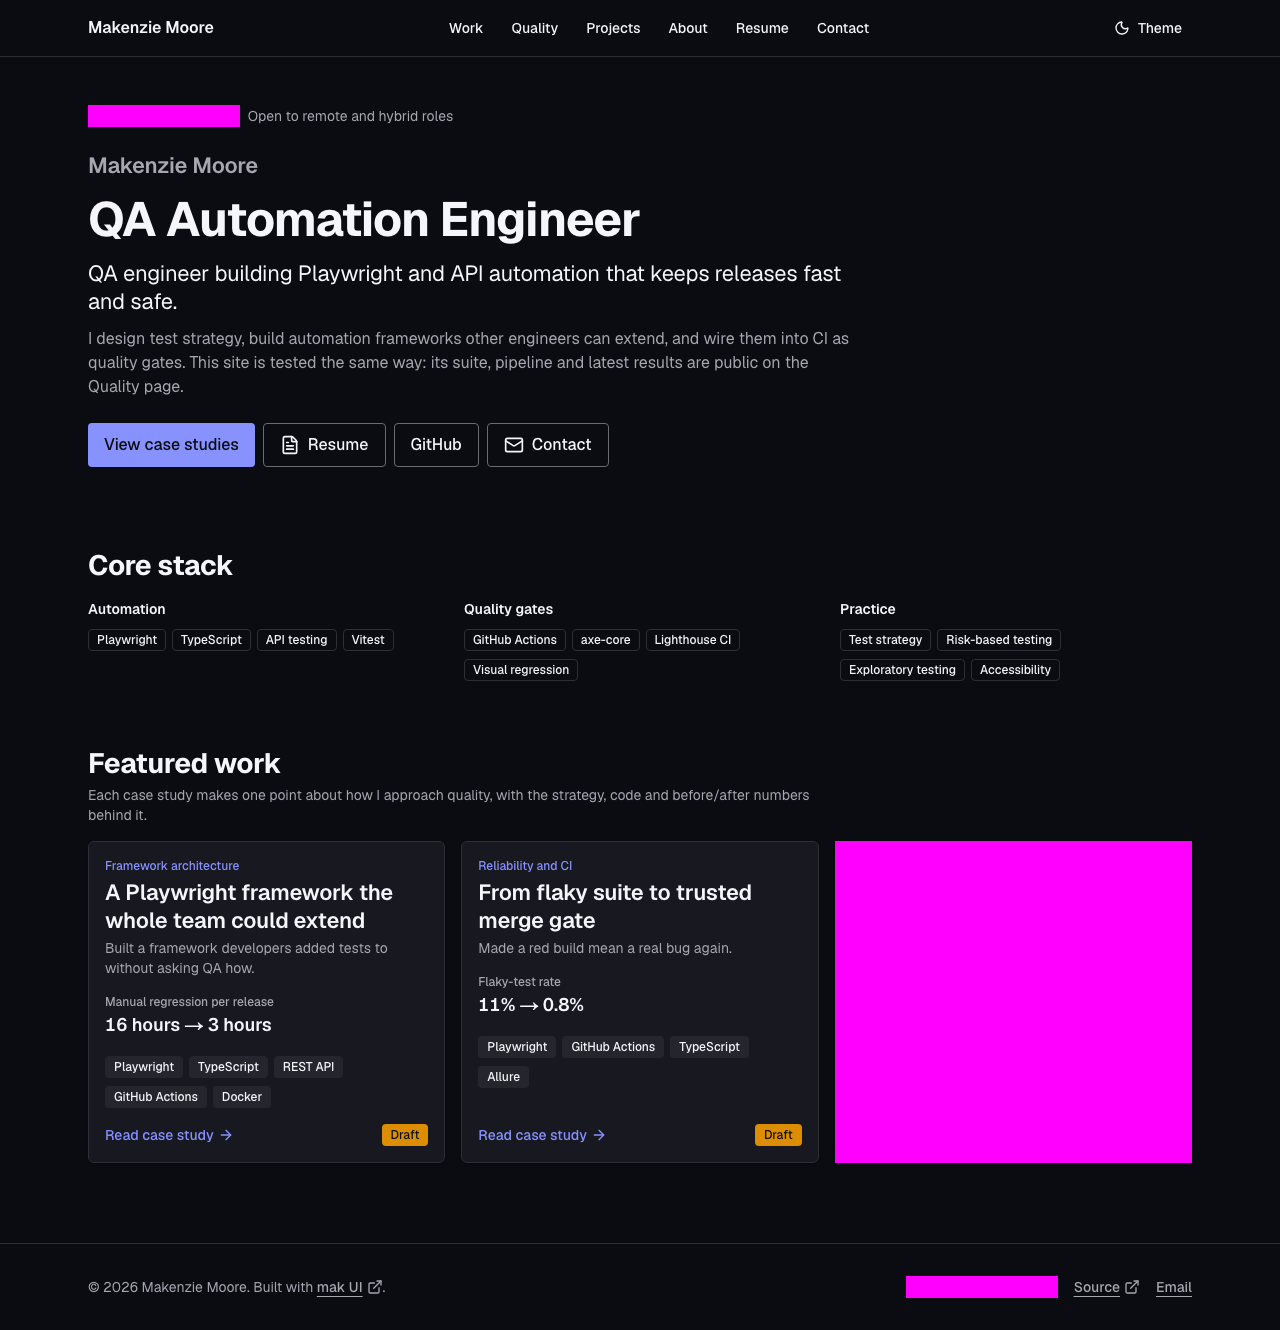 Makenzie Moore
Work
Quality
Projects
About
Resume
Contact
Theme
Open to remote and hybrid roles
Makenzie Moore
QA Automation Engineer
QA engineer building Playwright and API automation that keeps releases fast
and safe.
I design test strategy, build automation frameworks other engineers can extend, and wire them into CI as
quality gates. This site is tested the same way: its suite, pipeline and latest results are public on the
Quality page.
View case studies
Resume
GitHub
Contact
Core stack
Automation
Playwright
TypeScript
API testing
Vitest
Quality gates
GitHub Actions
axe-core
Lighthouse CI
Visual regression
Practice
Test strategy
Risk-based testing
Exploratory testing
Accessibility
Featured work
Each case study makes one point about how I approach quality, with the strategy, code and before/after numbers
behind it.
Framework architecture
A Playwright framework the
whole team could extend
Built a framework developers added tests to
without asking QA how.
Manual regression per release
16 hours → 3 hours
Playwright
TypeScript
REST API
GitHub Actions
Docker
Read case study →
Draft
Reliability and CI
From flaky suite to trusted
merge gate
Made a red build mean a real bug again.
Flaky-test rate
11% → 0.8%
Playwright
GitHub Actions
TypeScript
Allure
Read case study →
Draft
© 2026 Makenzie Moore. Built with mak UI.
Source
Email